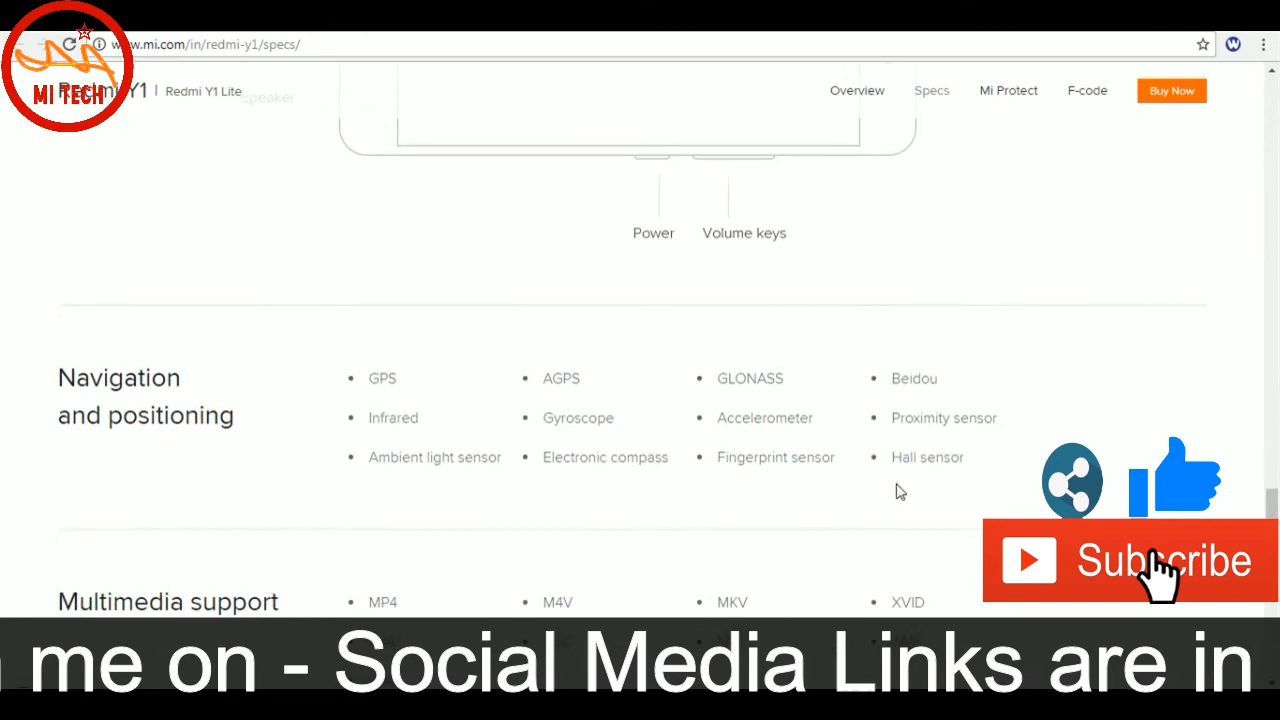 www.mi.com/in/redmi-y1/specs/
MI TECH
Redmi Y1 | Redmi Y1 Lite
Overview Specs Mi Protect F-code Buy Now
speaker
Power Volume keys
Navigation
and positioning
GPS AGPS GLONASS Beidou
Infrared Gyroscope Accelerometer Proximity sensor
Ambient light sensor Electronic compass Fingerprint sensor Hall sensor
Subscribe
Multimedia support
MP4 M4V MKV XVID
me on - Social Media Links are in